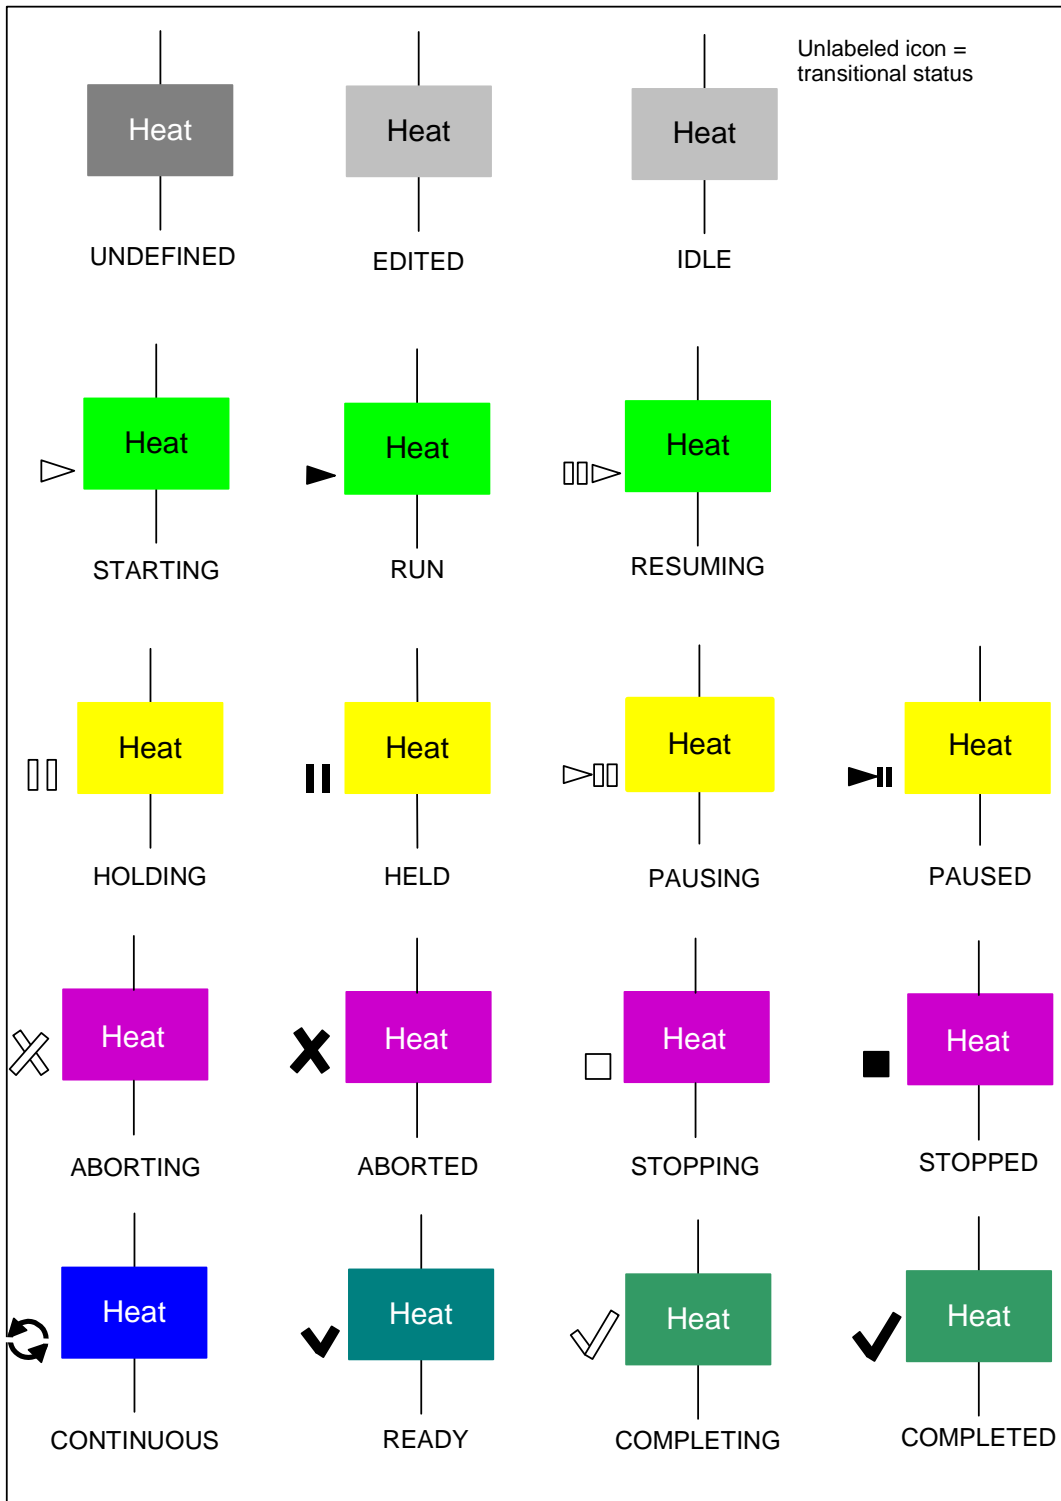 Unlabeled icon =
transitional status
Heat
Heat
Heat
UNDEFINED
EDITED
IDLE
Heat
Heat
Heat
STARTING
RUN
RESUMING
Heat
Heat
Heat
Heat
HOLDING
HELD
PAUSING
PAUSED
Heat
Heat
Heat
Heat
ABORTING
ABORTED
STOPPING
STOPPED
Heat
Heat
Heat
Heat
CONTINUOUS
READY
COMPLETING
COMPLETED